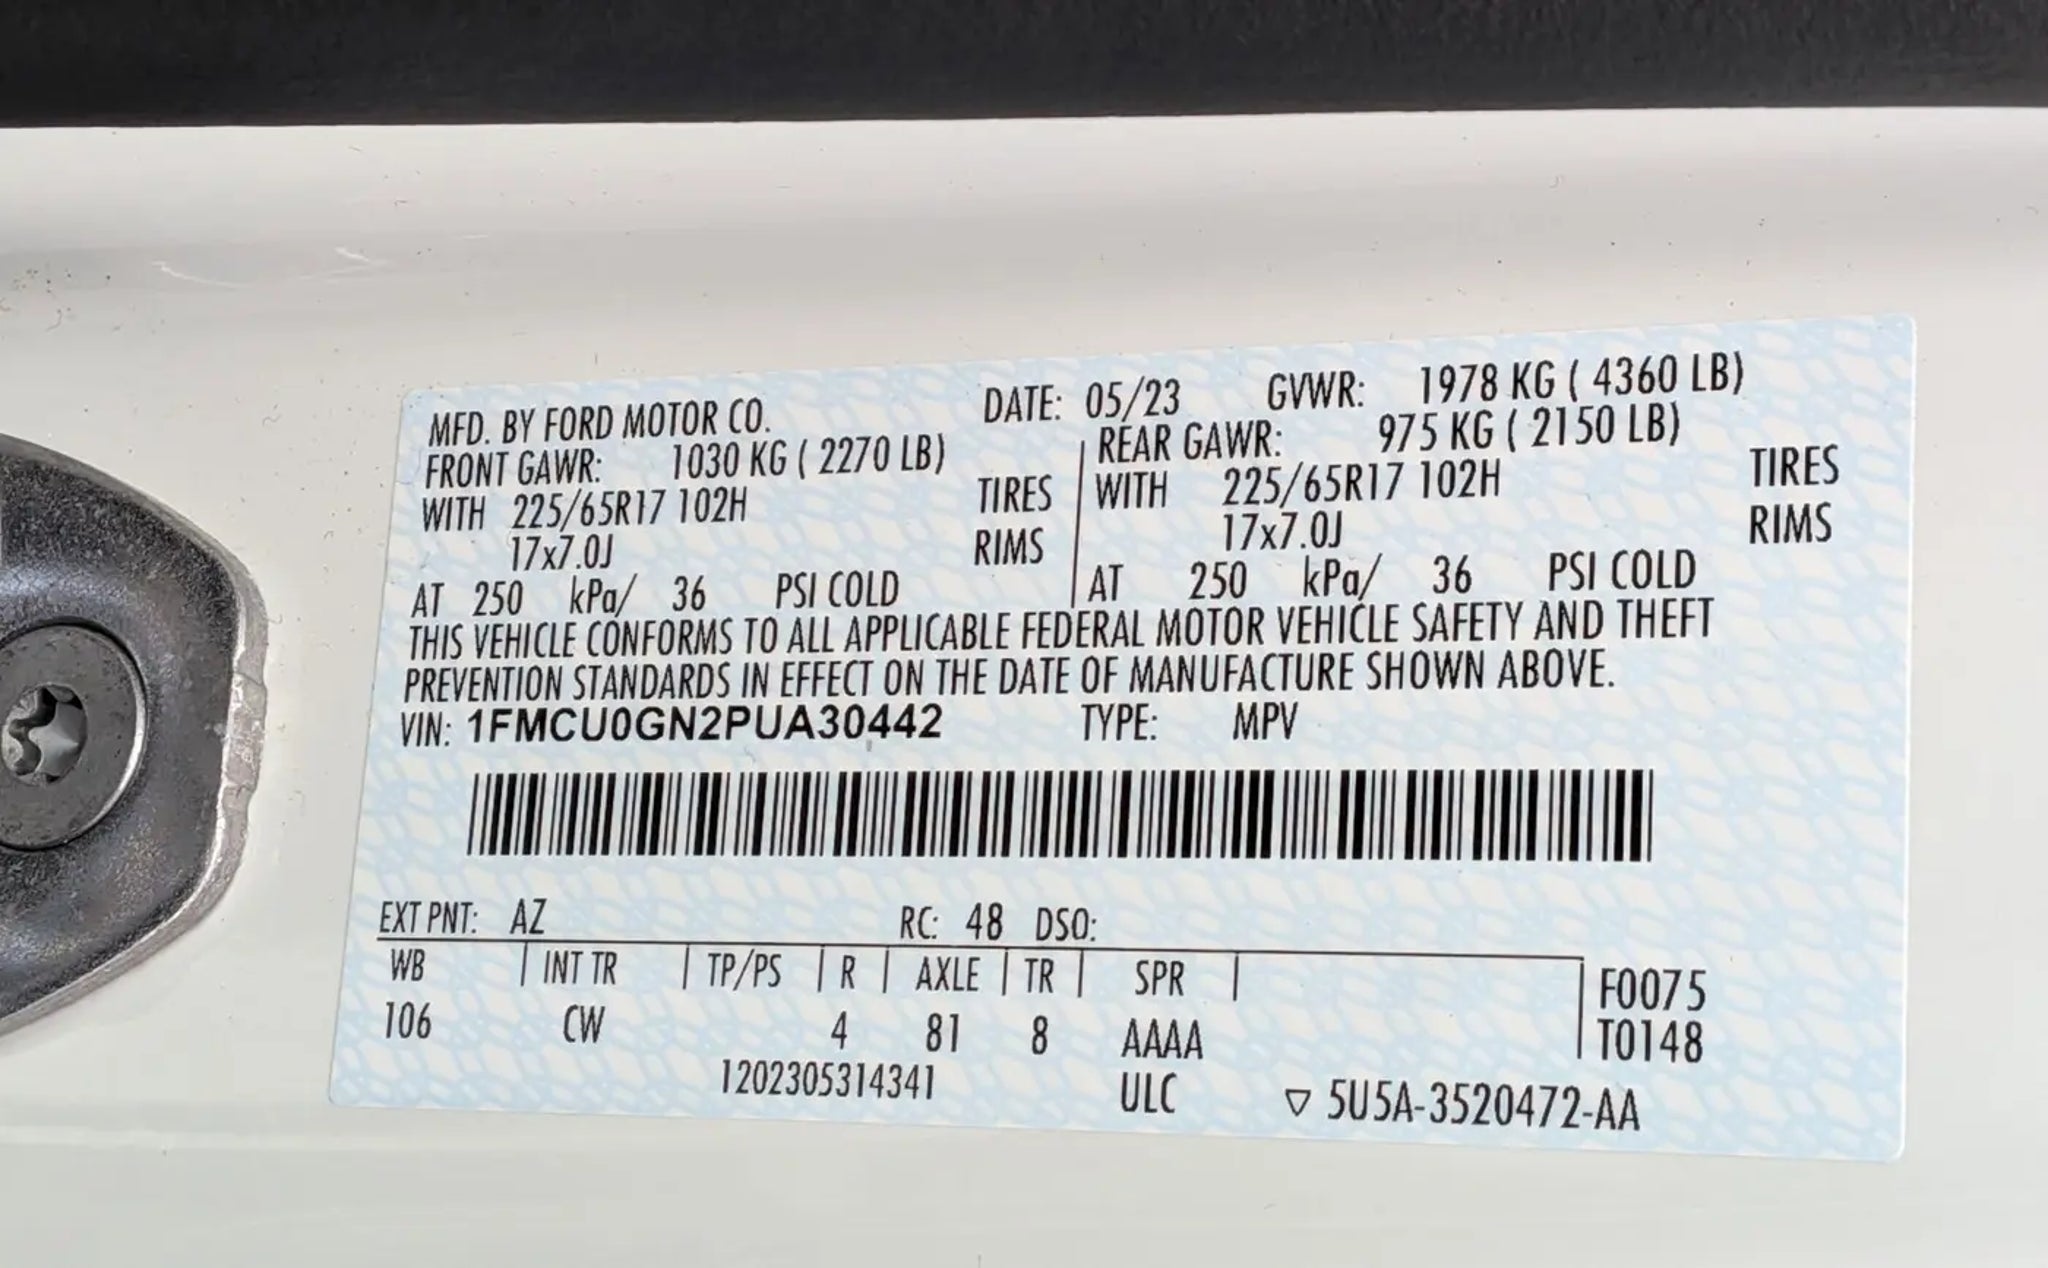 MFD. BY FORD MOTOR CO. DATE: 05/23 GVWR: 1978 KG ( 4360 LB)
FRONT GAWR: 1030 KG ( 2270 LB) REAR GAWR: 975 KG ( 2150 LB)
WITH 225/65R17 102H TIRES WITH 225/65R17 102H TIRES
17x7.0J RIMS 17x7.0J RIMS
AT 250 kPa/ 36 PSI COLD AT 250 kPa/ 36 PSI COLD
THIS VEHICLE CONFORMS TO ALL APPLICABLE FEDERAL MOTOR VEHICLE SAFETY AND THEFT
PREVENTION STANDARDS IN EFFECT ON THE DATE OF MANUFACTURE SHOWN ABOVE.
VIN: 1FMCU0GN2PUA30442 TYPE: MPV
EXT PNT: AZ RC: 48 DSO:
WB INT TR TP/PS R AXLE TR SPR F0075
106 CW 4 81 8 AAAA T0148
1202305314341 ULC ▽ 5U5A-3520472-AA